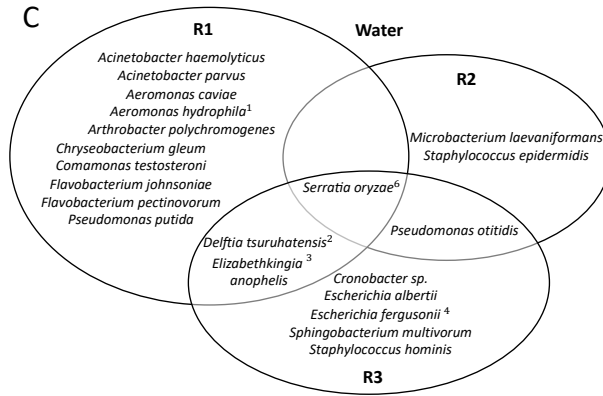 C
Water
R1
Acinetobacter haemolyticus
Acinetobacter parvus
Aeromonas caviae
Aeromonas hydrophila¹
Arthrobacter polychromogenes
Chryseobacterium gleum
Comamonas testosteroni
Flavobacterium johnsoniae
Flavobacterium pectinovorum
Pseudomonas putida
R2
Microbacterium laevaniformans
Staphylococcus epidermidis
Serratia oryzae⁶
Pseudomonas otitidis
Delftia tsuruhatensis²
Elizabethkingia ³
anophelis
Cronobacter sp.
Escherichia albertii
Escherichia fergusonii ⁴
Sphingobacterium multivorum
Staphylococcus hominis
R3